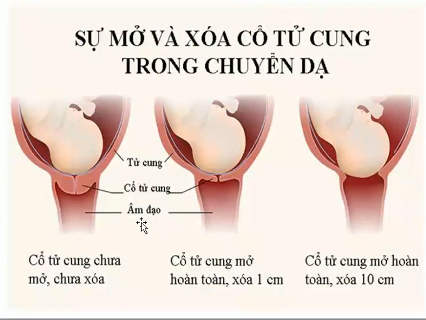 SỰ MỞ VÀ XÓA CỔ TỬ CUNG
TRONG CHUYỂN DẠ
Tử cung
Cổ tử cung
Âm đạo
Cổ tử cung chưa
mở, chưa xóa
Cổ tử cung mở
hoàn toàn, xóa 1 cm
Cổ tử cung mở hoàn
toàn, xóa 10 cm